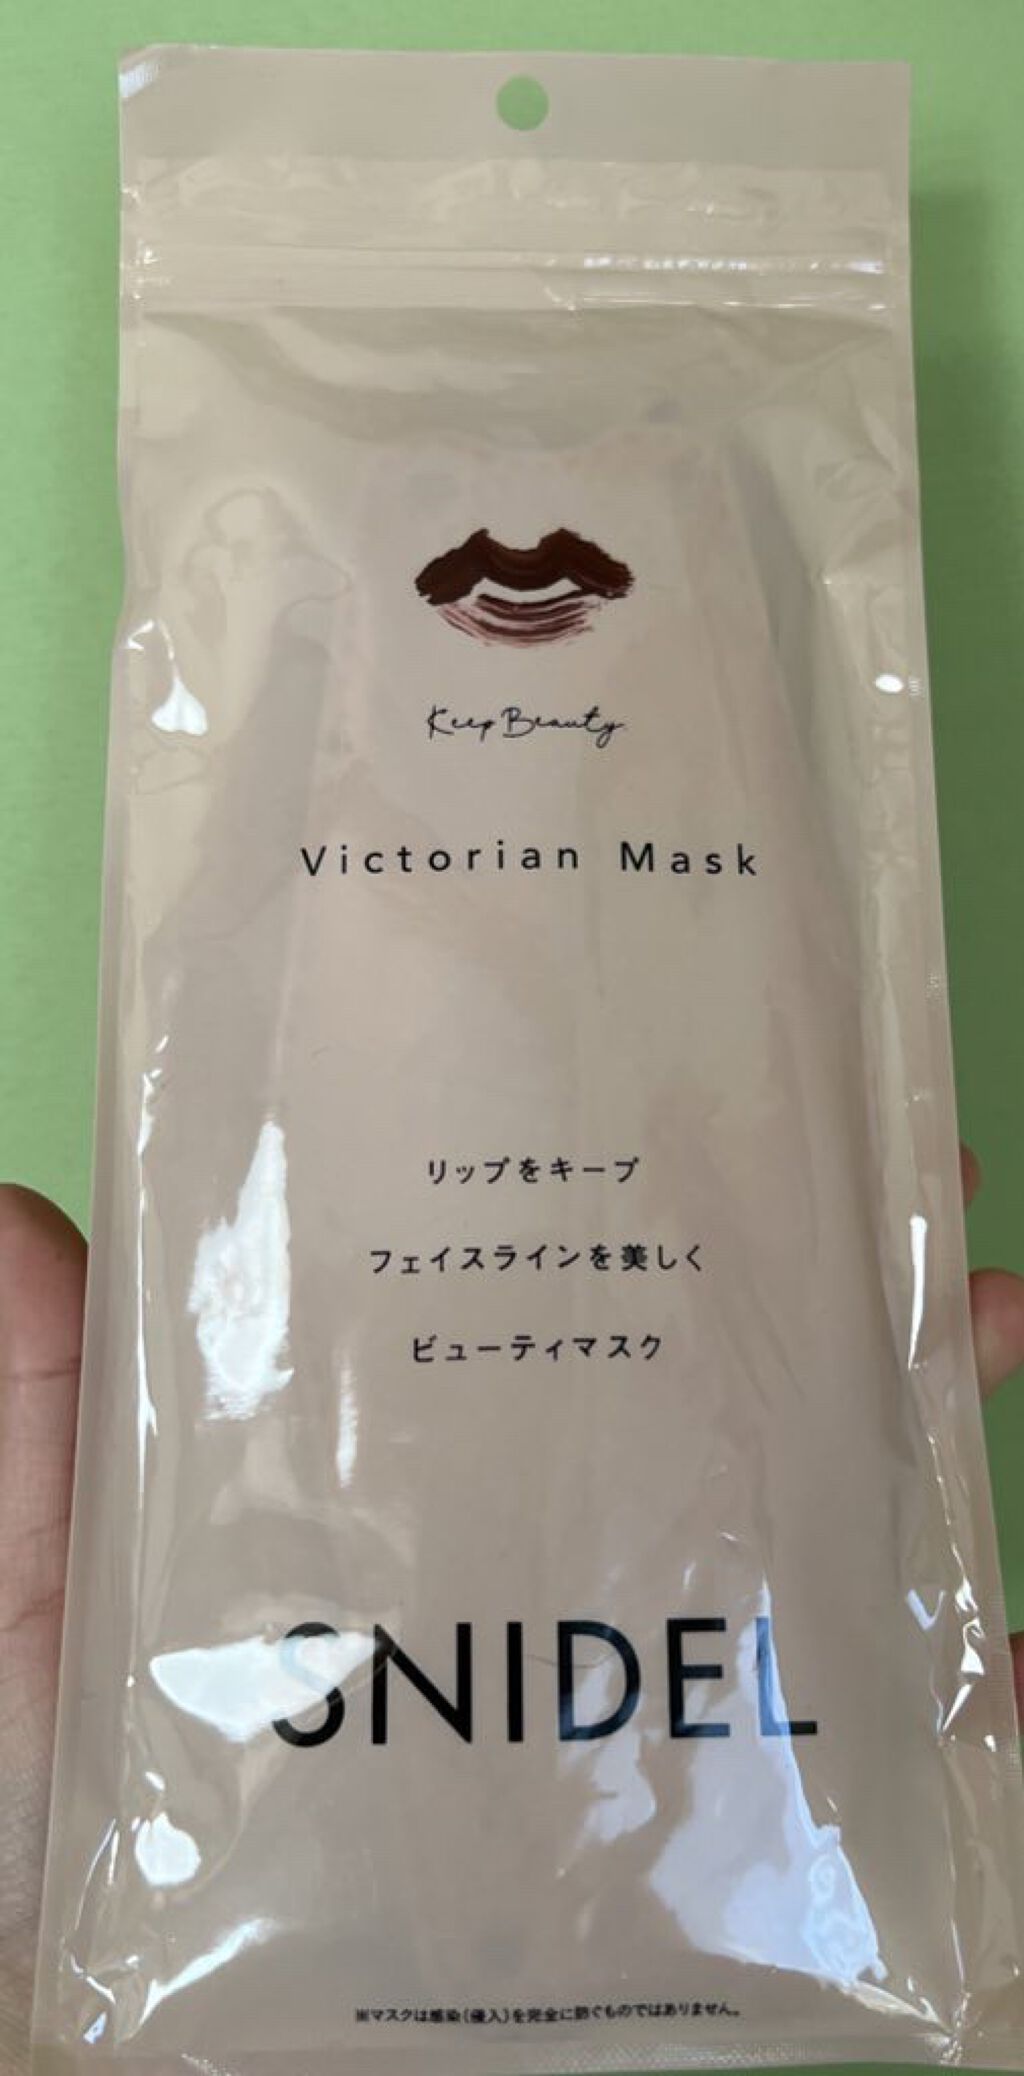 Keep Beauty
Victorian Mask
リップをキープ
フェイスラインを美しく
ビューティマスク
SNIDEL
※マスクは感染(侵入)を完全に防ぐものではありません。